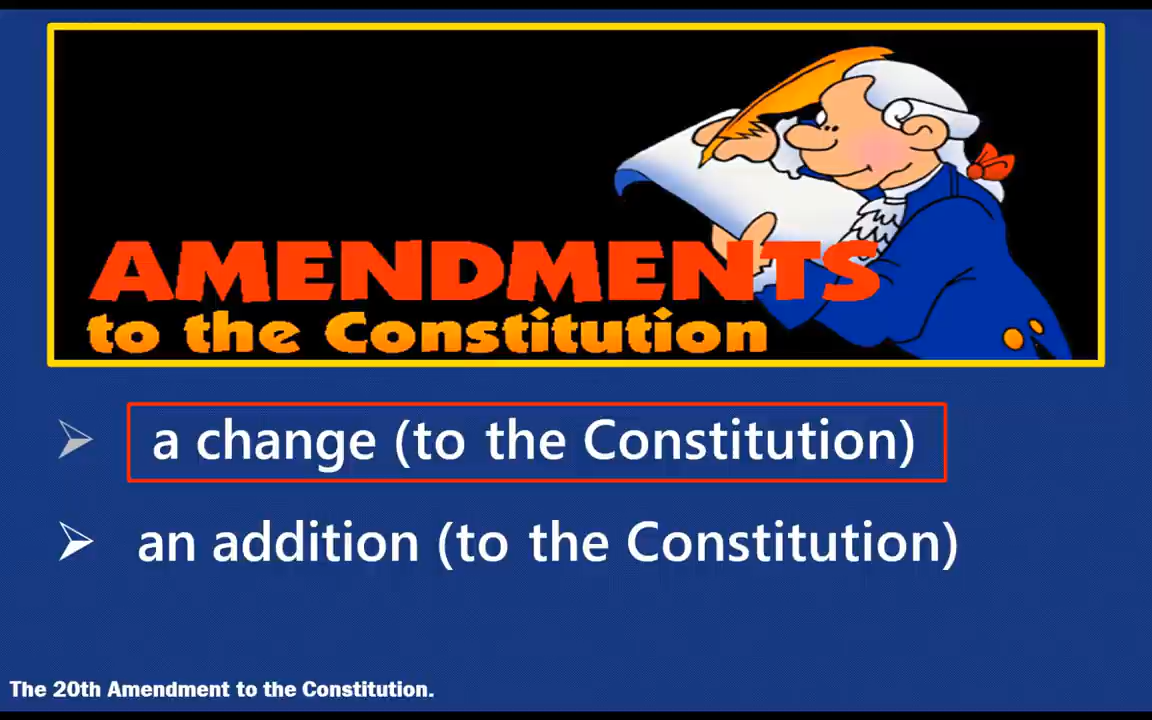 AMENDMENTS
to the Constitution
a change (to the Constitution)
an addition (to the Constitution)
The 20th Amendment to the Constitution.